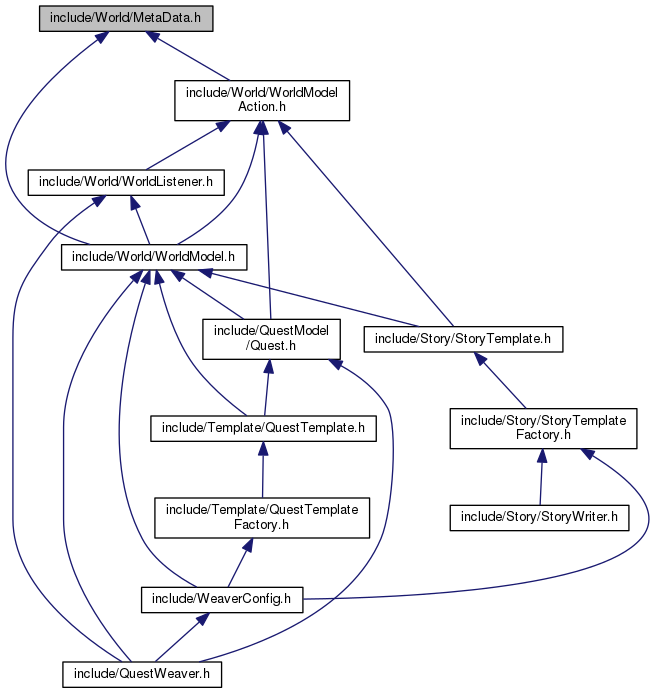 include/World/MetaData.h
include/World/WorldModel
Action.h
include/World/WorldListener.h
include/World/WorldModel.h
include/QuestModel
/Quest.h
include/Story/StoryTemplate.h
include/Template/QuestTemplate.h
include/Story/StoryTemplate
Factory.h
include/Template/QuestTemplate
Factory.h
include/Story/StoryWriter.h
include/WeaverConfig.h
include/QuestWeaver.h